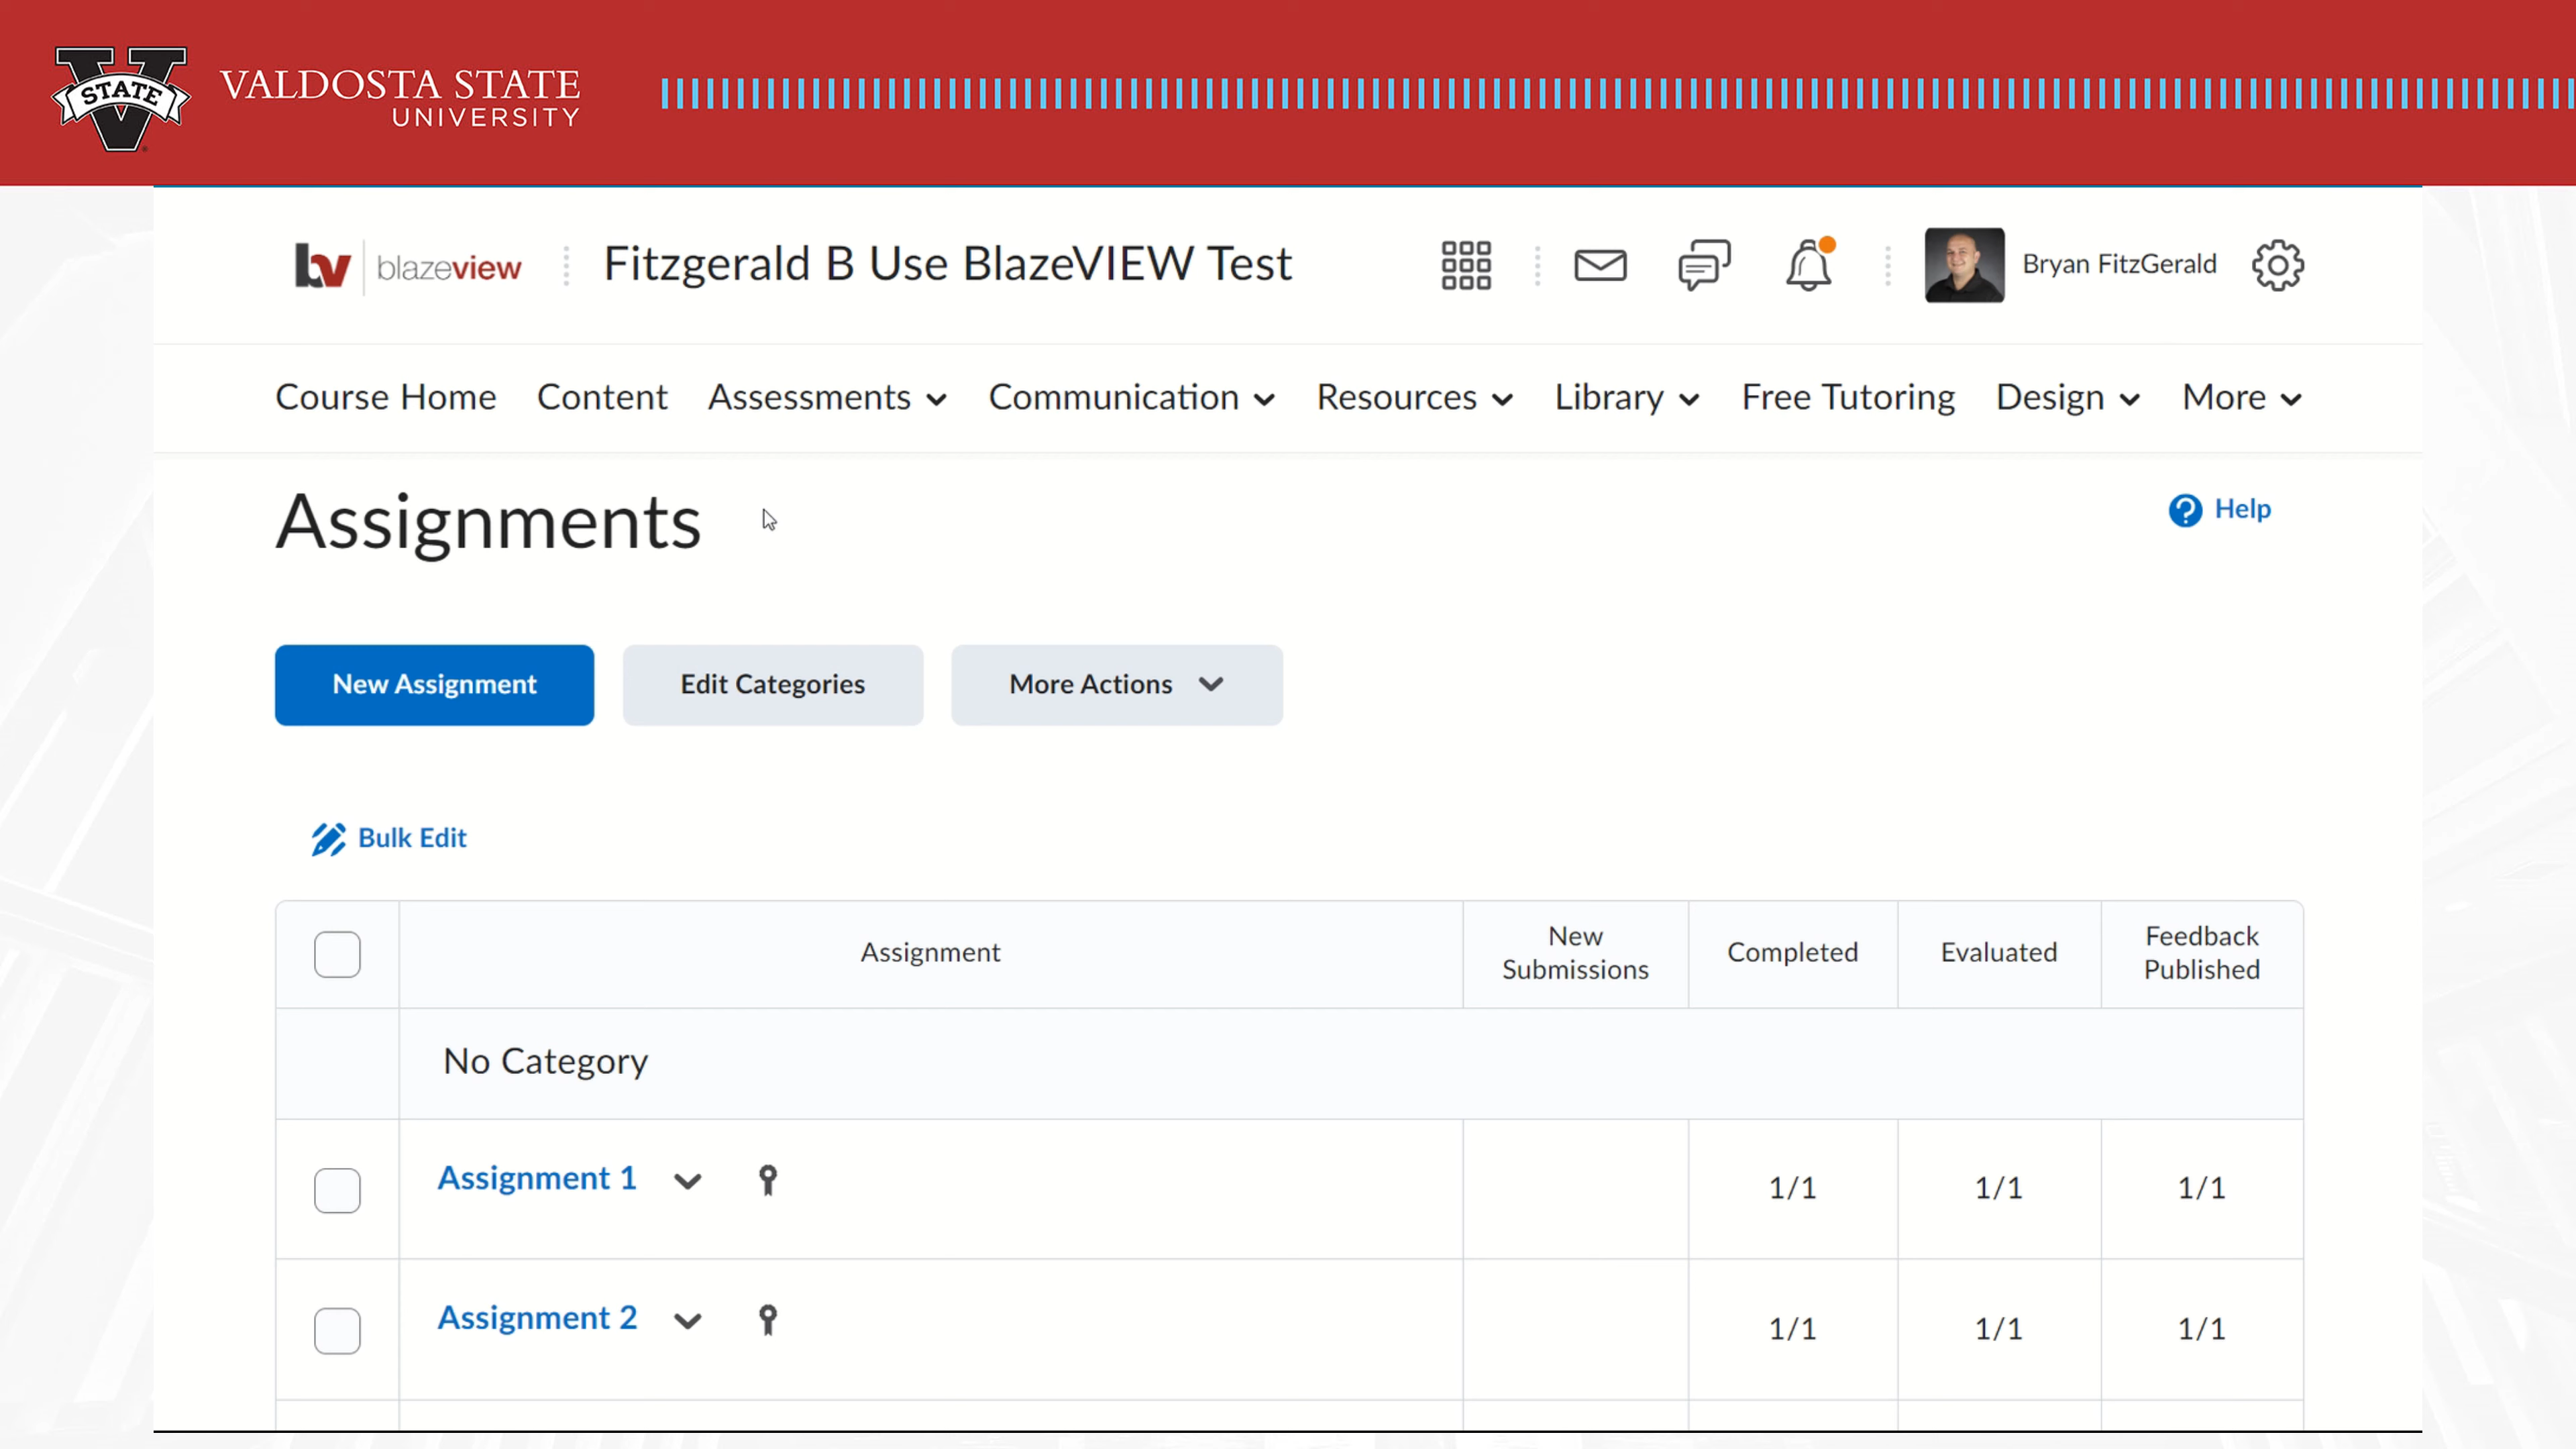 STATE
VALDOSTA STATE
UNIVERSITY
bv blazeview
Fitzgerald B Use BlazeVIEW Test
Bryan FitzGerald
Course Home Content Assessments Communication Resources Library Free Tutoring Design More
Assignments
Help
New Assignment Edit Categories More Actions
Bulk Edit
Assignment New Submissions Completed Evaluated Feedback Published
No Category
Assignment 1 1/1 1/1 1/1
Assignment 2 1/1 1/1 1/1